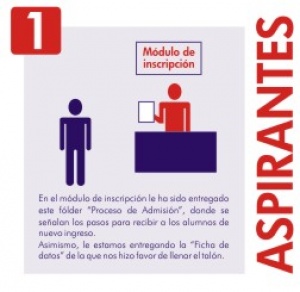 1
Módulo de
inscripción
ASPIRANTES
En el módulo de inscripción le ha sido entregado
este fólder "Proceso de Admisión", donde se
señalan los pasos para recibir a los alumnos de
nuevo ingreso.
Asimismo, le estamos entregando la "Ficha de
datos" de la que nos hizo favor de llenar el talón.